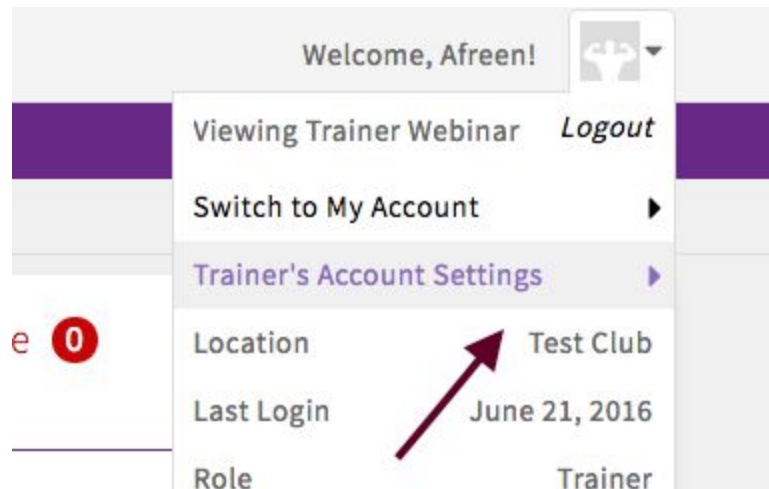 Welcome, Afreen!
Viewing Trainer Webinar Logout
Switch to My Account
Trainer's Account Settings
e 0
Location Test Club
Last Login June 21, 2016
Role Trainer